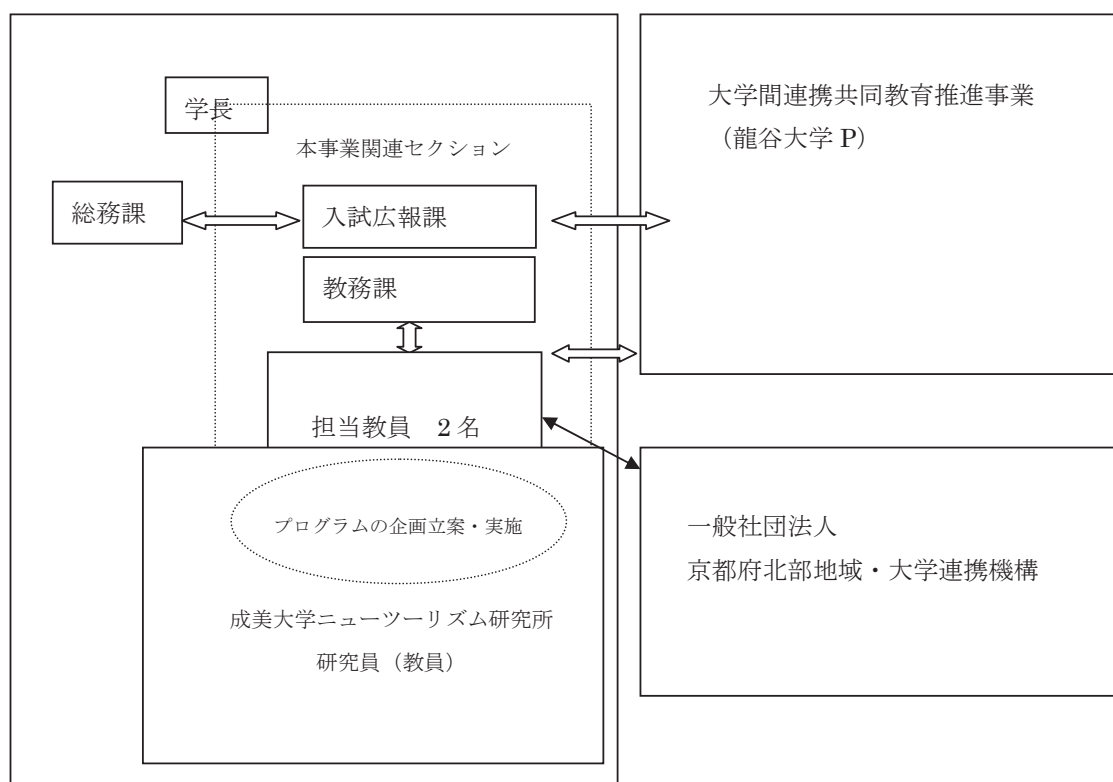 学長
本事業関連セクション
総務課
入試広報課
教務課
担当教員 2名
プログラムの企画立案・実施
成美大学ニューツーリズム研究所
研究員（教員）
大学間連携共同教育推進事業
（龍谷大学 P）
一般社団法人
京都府北部地域・大学連携機構